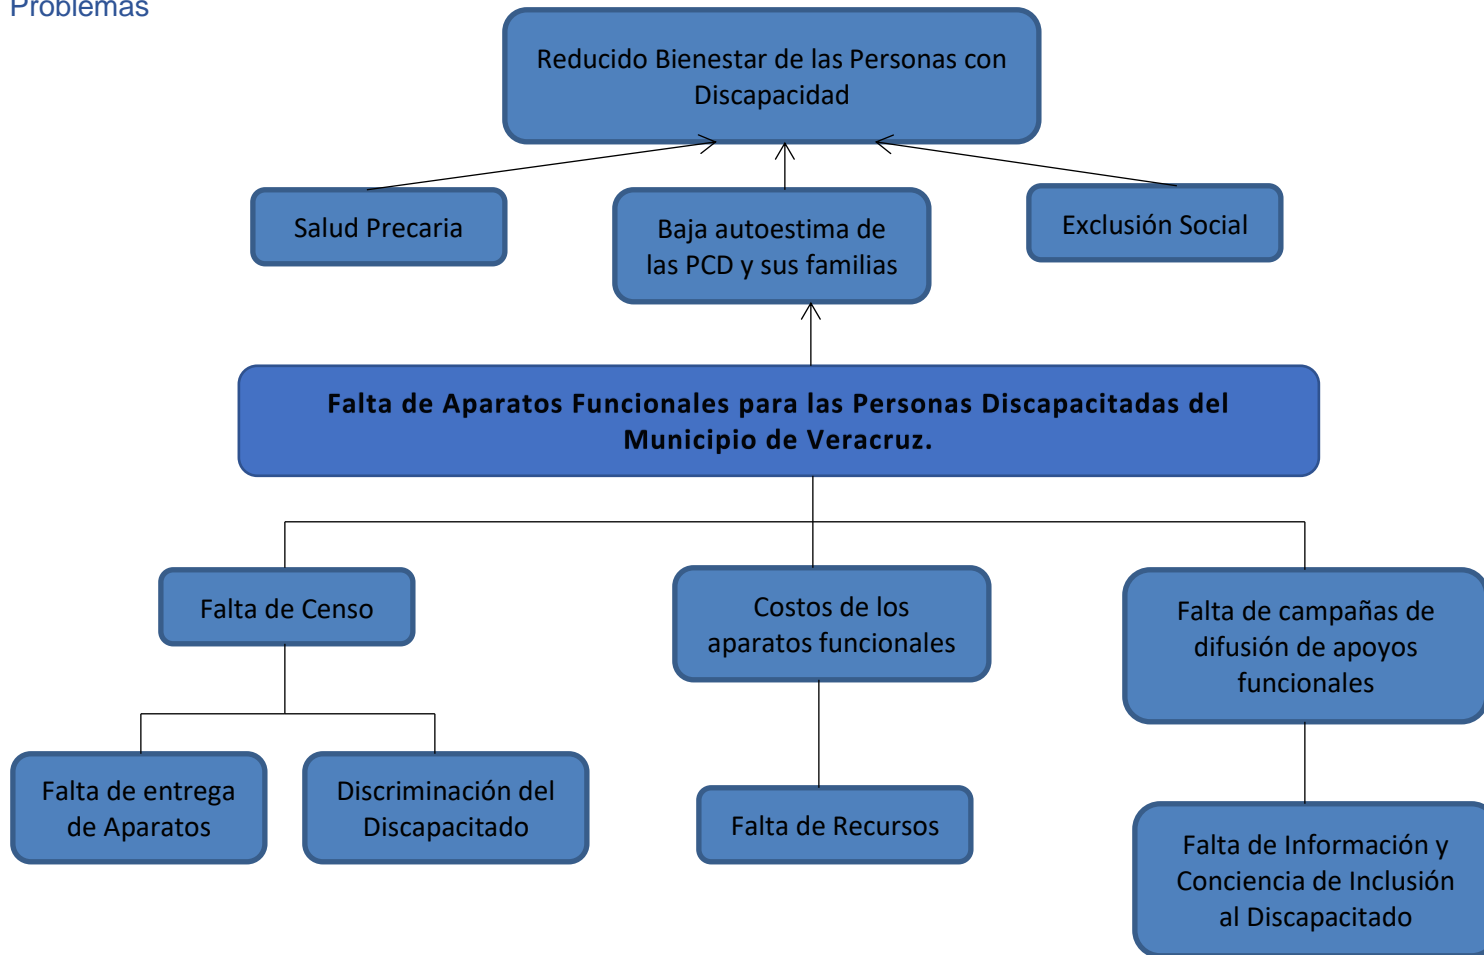 Problemas
Reducido Bienestar de las Personas con
Discapacidad
Salud Precaria
Baja autoestima de
las PCD y sus familias
Exclusión Social
Falta de Aparatos Funcionales para las Personas Discapacitadas del
Municipio de Veracruz.
Falta de Censo
Costos de los
aparatos funcionales
Falta de campañas de
difusión de apoyos
funcionales
Falta de entrega
de Aparatos
Discriminación del
Discapacitado
Falta de Recursos
Falta de Información y
Conciencia de Inclusión
al Discapacitado